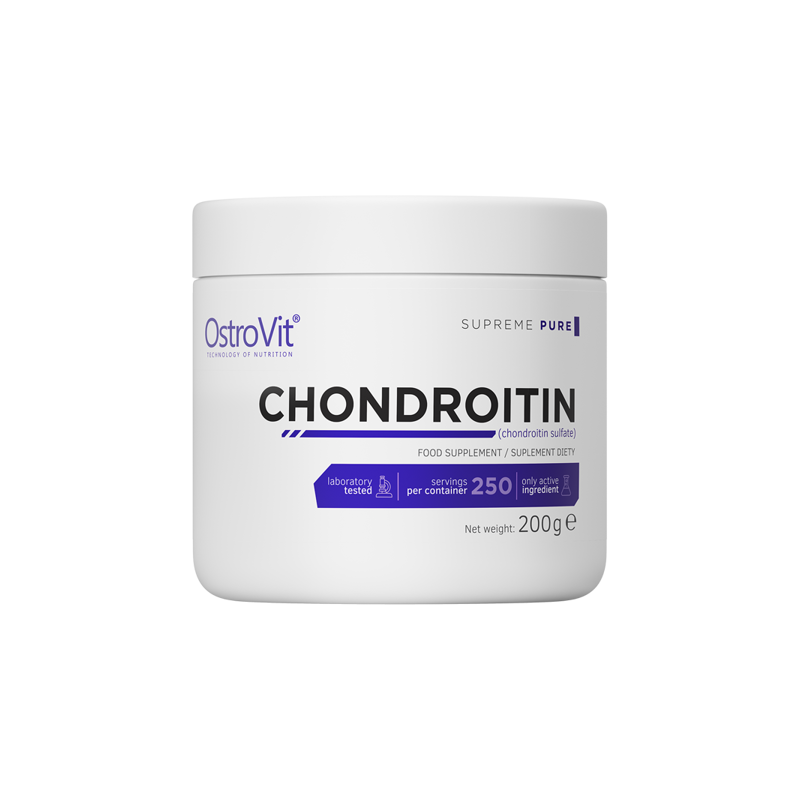 OstroVit®
TECHNOLOGY OF NUTRITION
SUPREME PURE
CHONDROITIN
(chondroitin sulfate)
FOOD SUPPLEMENT / SUPLEMENT DIETY
laboratory tested
servings per container 250
only active ingredient
Net weight: 200g ℮